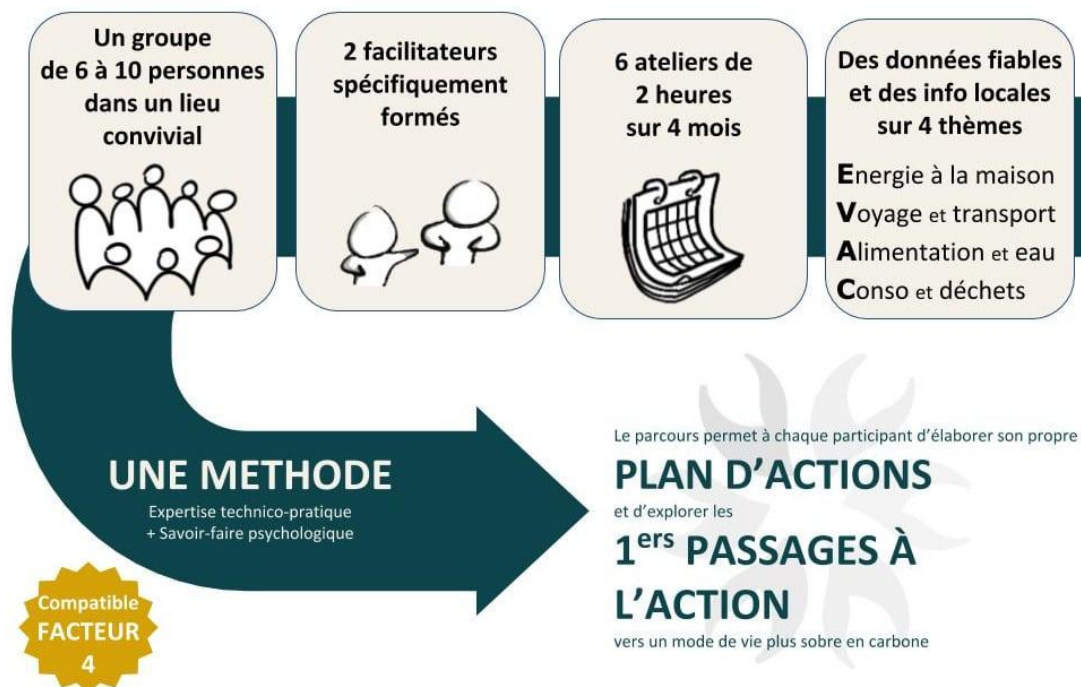 Un groupe
de 6 à 10 personnes
dans un lieu
convivial
2 facilitateurs
spécifiquement
formés
6 ateliers de
2 heures
sur 4 mois
Des données fiables
et des info locales
sur 4 thèmes
Energie à la maison
Voyage et transport
Alimentation et eau
Conso et déchets
UNE METHODE
Expertise technico-pratique
+ Savoir-faire psychologique
Le parcours permet à chaque participant d’élaborer son propre
PLAN D’ACTIONS
et d’explorer les
1ers PASSAGES À
L’ACTION
vers un mode de vie plus sobre en carbone
Compatible
FACTEUR
4